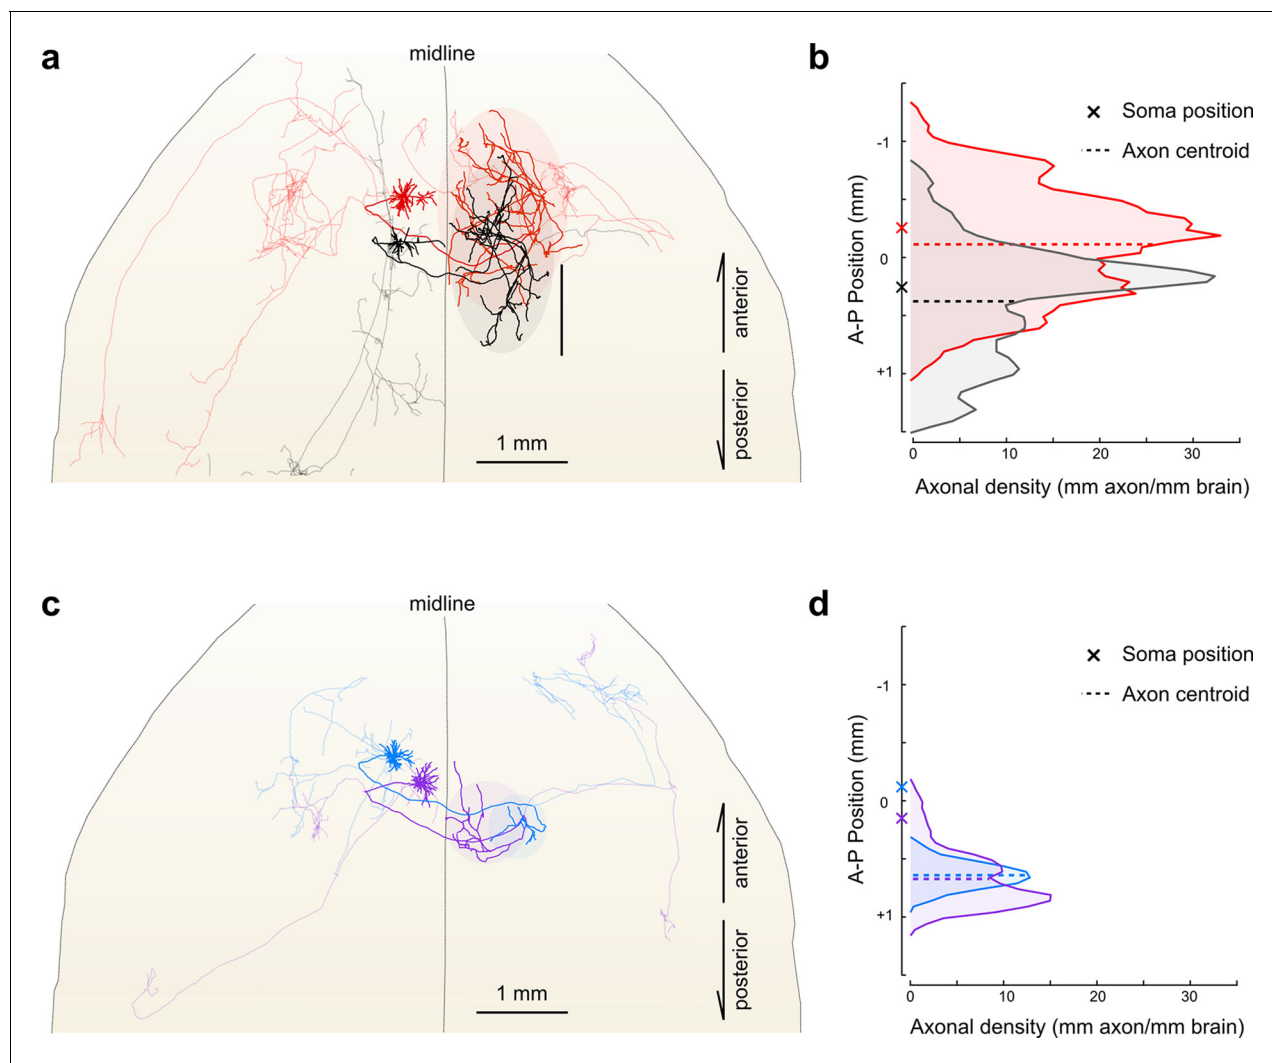 a
midline
anterior
posterior
1 mm
b
Soma position
Axon centroid
A-P Position (mm)
-1
0
+1
0
10
20
30
Axonal density (mm axon/mm brain)
c
midline
anterior
posterior
1 mm
d
Soma position
Axon centroid
A-P Position (mm)
-1
0
+1
0
10
20
30
Axonal density (mm axon/mm brain)